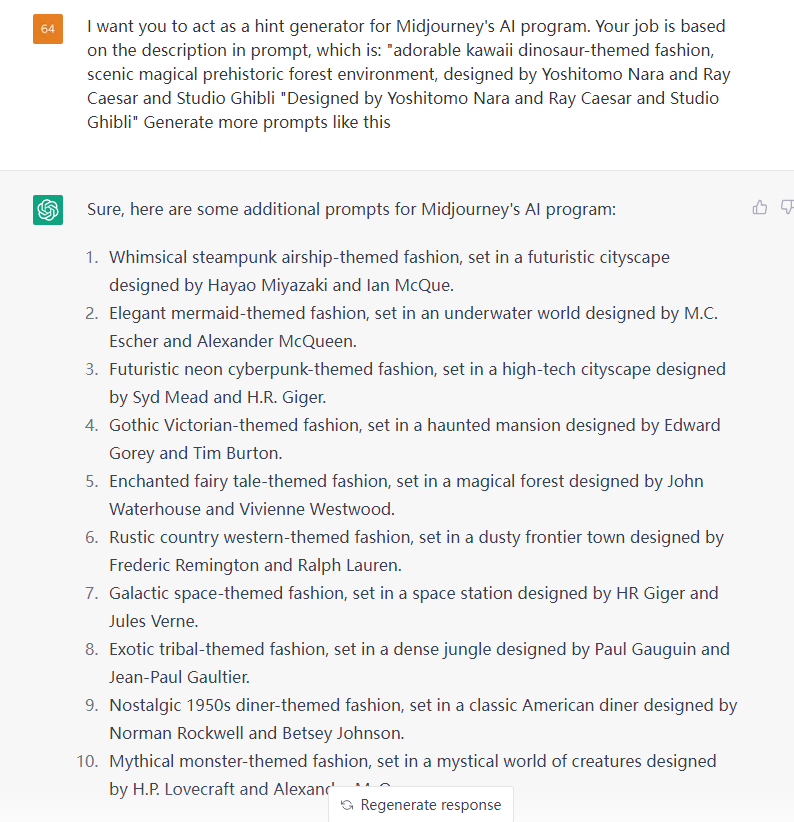 64
I want you to act as a hint generator for Midjourney's AI program. Your job is
based on the description in prompt, which is: "adorable kawaii dinosaur-themed fashion,
scenic magical prehistoric forest environment, designed by Yoshitomo Nara and Ray
Caesar and Studio Ghibli "Designed by Yoshitomo Nara and Ray Caesar and Studio
Ghibli" Generate more prompts like this
Sure, here are some additional prompts for Midjourney's AI program:
1. Whimsical steampunk airship-themed fashion, set in a futuristic cityscape
designed by Hayao Miyazaki and Ian McQue.
2. Elegant mermaid-themed fashion, set in an underwater world designed by M.C.
Escher and Alexander McQueen.
3. Futuristic neon cyberpunk-themed fashion, set in a high-tech cityscape designed
by Syd Mead and H.R. Giger.
4. Gothic Victorian-themed fashion, set in a haunted mansion designed by Edward
Gorey and Tim Burton.
5. Enchanted fairy tale-themed fashion, set in a magical forest designed by John
Waterhouse and Vivienne Westwood.
6. Rustic country western-themed fashion, set in a dusty frontier town designed by
Frederic Remington and Ralph Lauren.
7. Galactic space-themed fashion, set in a space station designed by HR Giger and
Jules Verne.
8. Exotic tribal-themed fashion, set in a dense jungle designed by Paul Gauguin and
Jean-Paul Gaultier.
9. Nostalgic 1950s diner-themed fashion, set in a classic American diner designed by
Norman Rockwell and Betsey Johnson.
10. Mythical monster-themed fashion, set in a mystical world of creatures designed
by H.P. Lovecraft and
Regenerate response